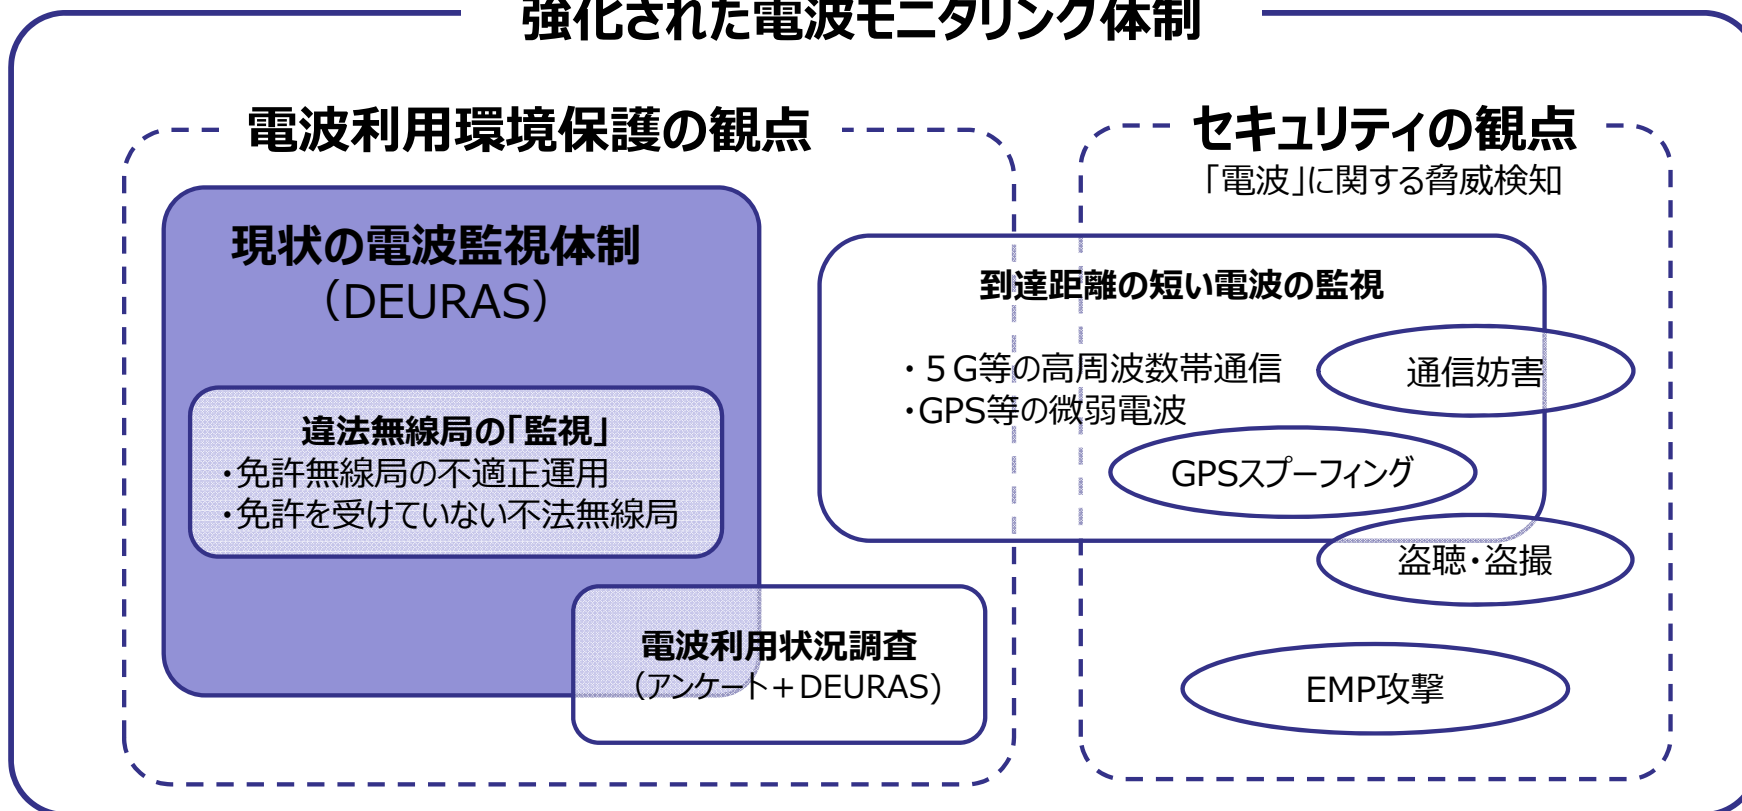 強化された電波モニタリング体制
電波利用環境保護の観点
現状の電波監視体制
（DEURAS）
違法無線局の「監視」
・免許無線局の不適正運用
・免許を受けていない不法無線局
電波利用状況調査
（アンケート＋DEURAS）
セキュリティの観点
「電波」に関する脅威検知
到達距離の短い電波の監視
・５G等の高周波数帯通信
・GPS等の微弱電波
通信妨害
GPSスプーフィング
盗聴・盗撮
EMP攻撃